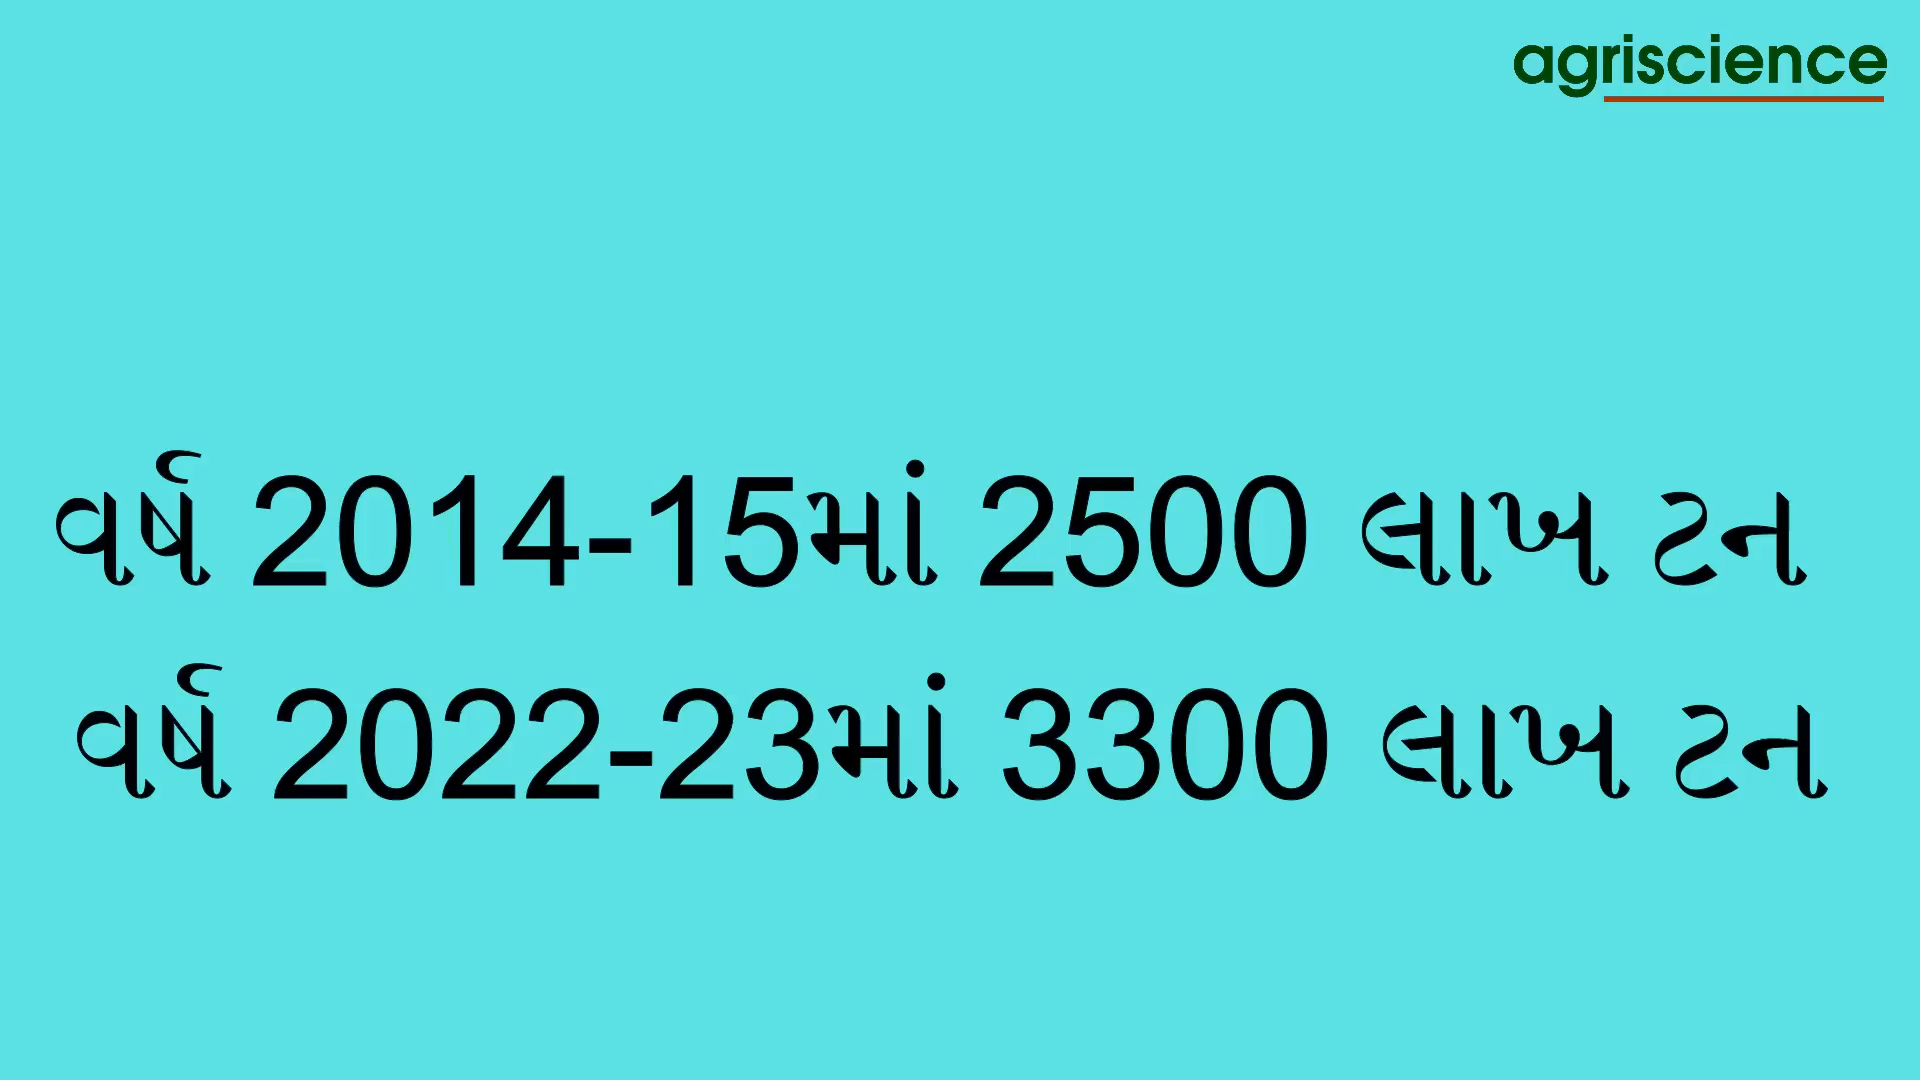 agriscience
વર્ષ 2014-15માં 2500 લાખ ટન
વર્ષ 2022-23માં 3300 લાખ ટન